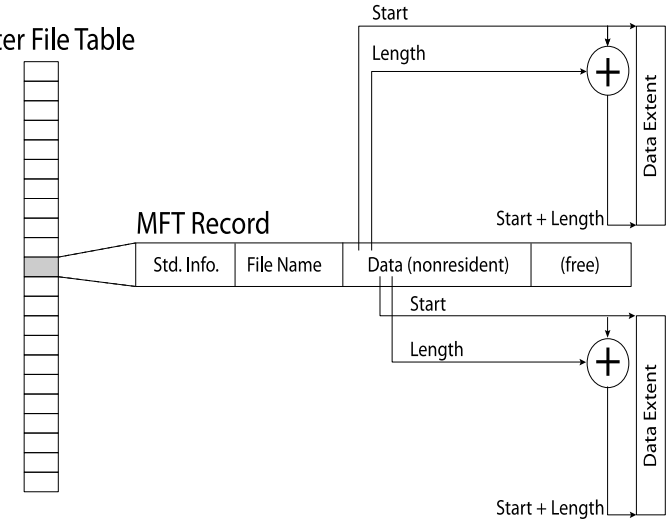 Start
ter File Table
Length
Data Extent
Start + Length
MFT Record
Std. Info. File Name Data (nonresident) (free)
Start
Length
Data Extent
Start + Length